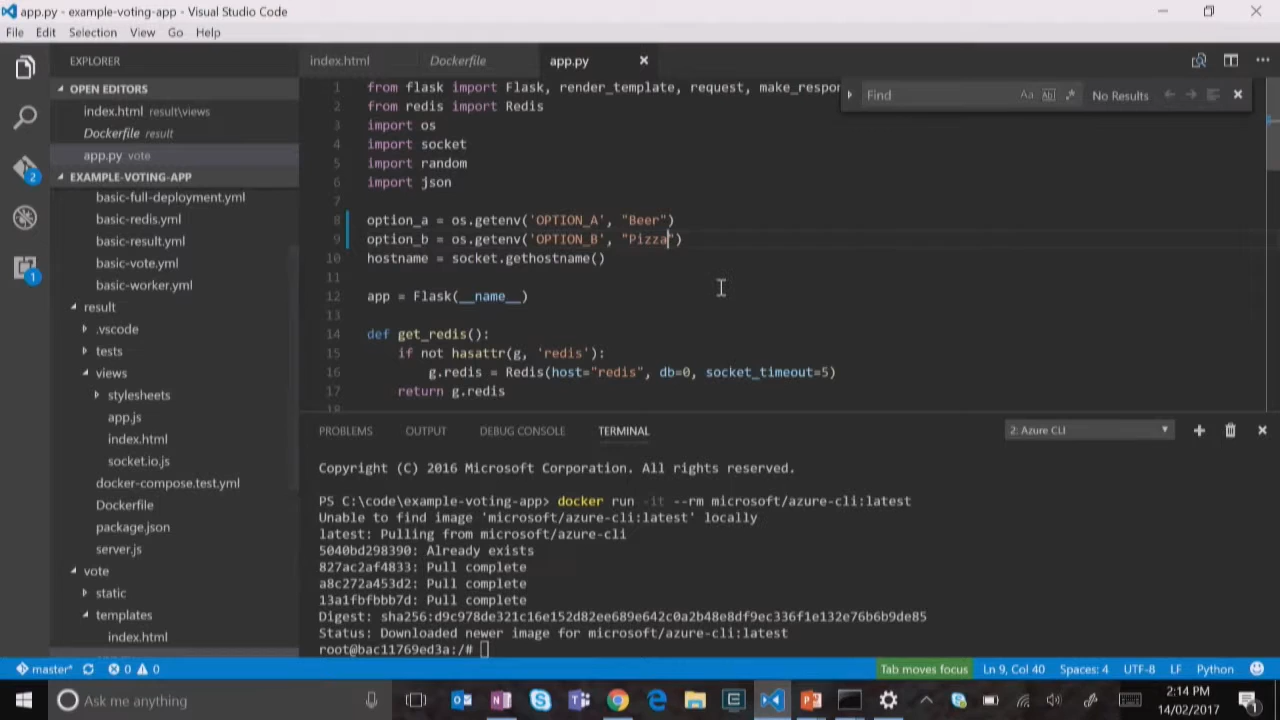 app.py - example-voting-app - Visual Studio Code
File Edit Selection View Go Help
EXPLORER
OPEN EDITORS
index.html result\views
Dockerfile result
app.py vote
EXAMPLE-VOTING-APP
basic-full-deployment.yml
basic-redis.yml
basic-result.yml
basic-vote.yml
basic-worker.yml
result
.vscode
tests
views
stylesheets
app.js
index.html
socket.io.js
docker-compose.test.yml
Dockerfile
package.json
server.js
vote
static
templates
index.html
2
1
index.html Dockerfile app.py
Find Aa Abl .* No Results
1 from flask import Flask, render_template, request, make_respon
2 from redis import Redis
3 import os
4 import socket
5 import random
6 import json
7
8 option_a = os.getenv('OPTION_A', "Beer")
9 option_b = os.getenv('OPTION_B', "Pizza")
10 hostname = socket.gethostname()
11
12 app = Flask(__name__)
13
14 def get_redis():
15 if not hasattr(g, 'redis'):
16 g.redis = Redis(host="redis", db=0, socket_timeout=5)
17 return g.redis
18
PROBLEMS OUTPUT DEBUG CONSOLE TERMINAL 2: Azure CLI
Copyright (C) 2016 Microsoft Corporation. All rights reserved.
PS C:\code\example-voting-app> docker run -it --rm microsoft/azure-cli:latest
Unable to find image 'microsoft/azure-cli:latest' locally
latest: Pulling from microsoft/azure-cli
5040bd298390: Already exists
827ac2af4833: Pull complete
a8c272a453d2: Pull complete
13a1fbfbbb7d: Pull complete
Digest: sha256:d9c978de321c16e152d82ee689e642c0a2b48e8df9ec336f1e132e76b6b9de85
Status: Downloaded newer image for microsoft/azure-cli:latest
root@bac11769ed3a:/#
master* 0 0 Tab moves focus Ln 9, Col 40 Spaces: 4 UTF-8 LF Python
Ask me anything
2:14 PM
14/02/2017
1